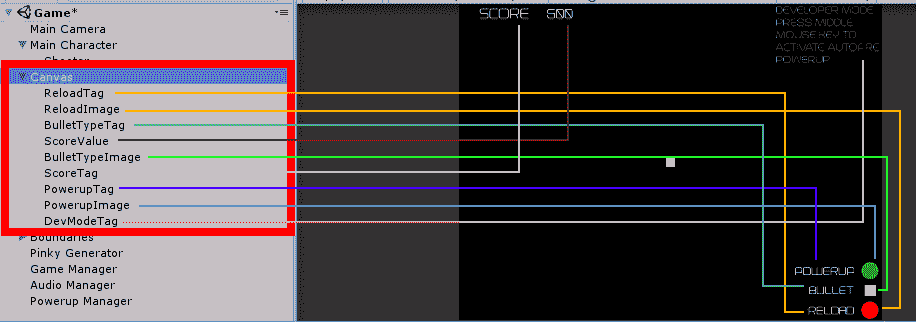 Game*
Main Camera
Main Character
Canvas
ReloadTag
ReloadImage
BulletTypeTag
ScoreValue
BulletTypeImage
ScoreTag
PowerupTag
PowerupImage
DevModeTag
Boundaries
Pinky Generator
Game Manager
Audio Manager
Powerup Manager
SCORE 500
DEVELOPER MODE
PRESS MIDDLE
MOUSE KEY TO
ACTIVATE AUTOFIRE
POWERUP
POWERUP
BULLET
RELOAD